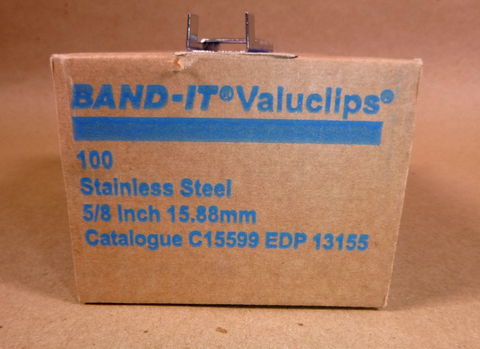 BAND-IT® Valuclips®
100
Stainless Steel
5/8 Inch 15.88mm
Catalogue C15599 EDP 13155